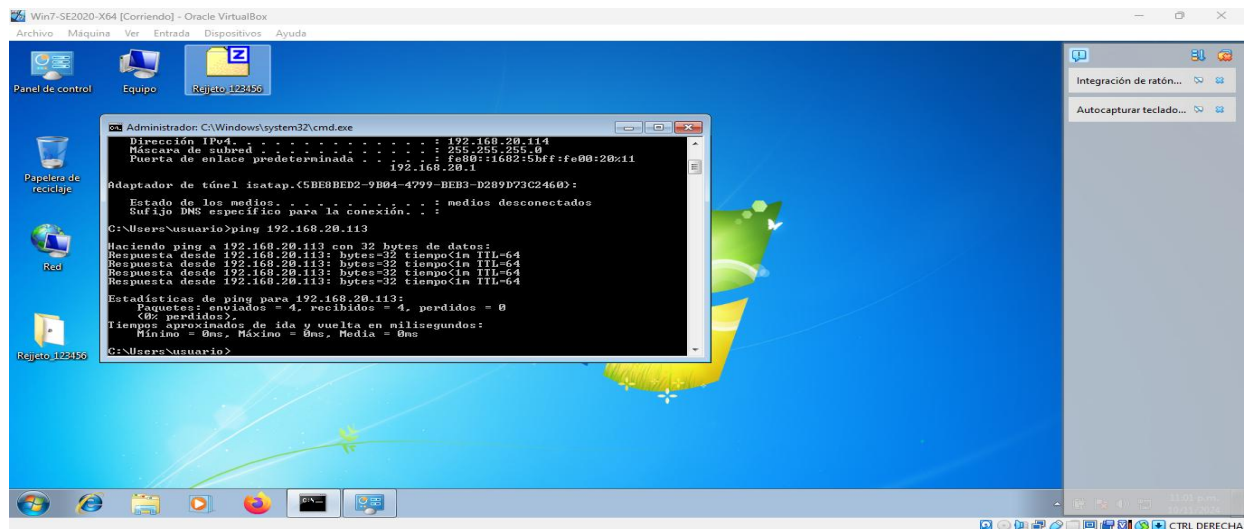 Win7-SE2020-X64 [Corriendo] - Oracle VirtualBox
Archivo Máquina Ver Entrada Dispositivos Ayuda
Panel de control
Equipo
Rejjeto_123456
Integración de ratón...
Autocapturar teclado...
Administrador: C:\Windows\system32\cmd.exe
Dirección IPv4. . . . . . . . . . . . . . : 192.168.20.114
Máscara de subred . . . . . . . . . . . . : 255.255.255.0
Puerta de enlace predeterminada . . . . . : fe80::1682:5bff:fe00:20%11
192.168.20.1
Adaptador de túnel isatap.{5BE8BED2-9B04-4799-BEB3-D289D73C2460}:
Estado de los medios. . . . . . . . . . . : medios desconectados
Sufijo DNS específico para la conexión. . :
C:\Users\usuario>ping 192.168.20.113
Haciendo ping a 192.168.20.113 con 32 bytes de datos:
Respuesta desde 192.168.20.113: bytes=32 tiempo<1m TTL=64
Respuesta desde 192.168.20.113: bytes=32 tiempo<1m TTL=64
Respuesta desde 192.168.20.113: bytes=32 tiempo<1m TTL=64
Respuesta desde 192.168.20.113: bytes=32 tiempo<1m TTL=64
Estadísticas de ping para 192.168.20.113:
Paquetes: enviados = 4, recibidos = 4, perdidos = 0
(0% perdidos),
Tiempos aproximados de ida y vuelta en milisegundos:
Mínimo = 0ms, Máximo = 0ms, Media = 0ms
C:\Users\usuario>
Papelera de
reciclaje
Red
Rejjeto_123456
CTRL DERECHA